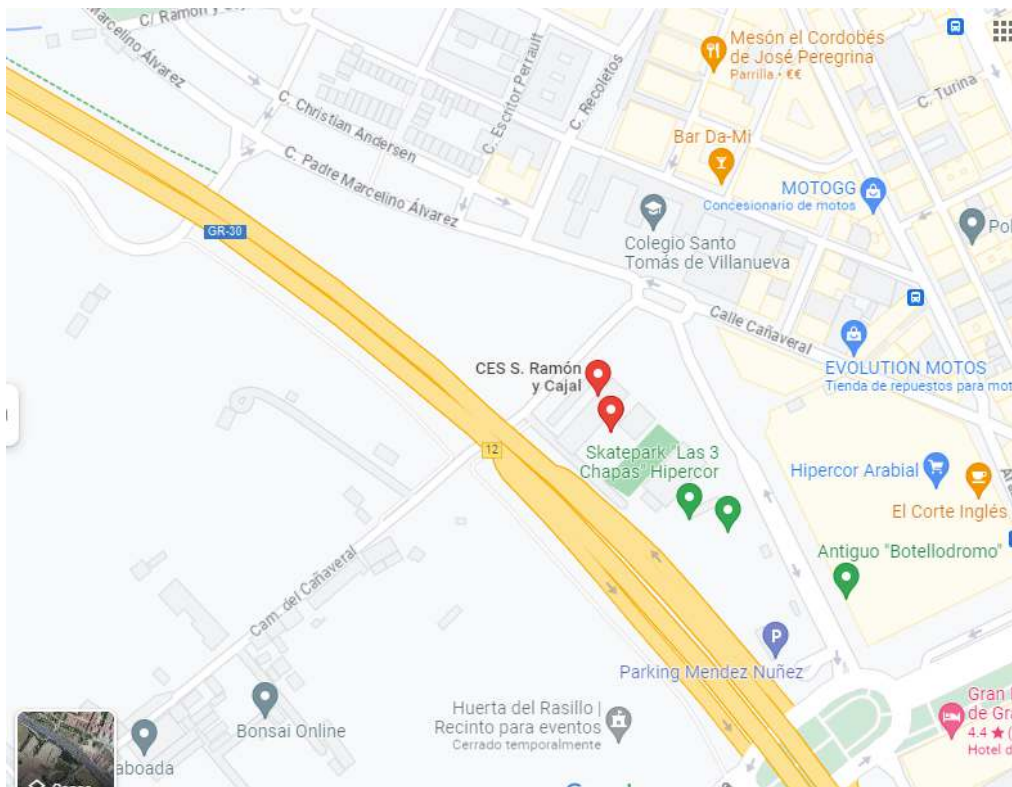 C/ Ramón y Cajal
Marcelino Álvarez
C. Christian Andersen
C. Escritor Perrault
C. Recoletos
C. Padre Marcelino Álvarez
Mesón el Cordobés
de José Peregrina
Parrilla • €€
C. Turina
Bar Da-Mi
MOTOGG
Concesionario de motos
Colegio Santo
Tomás de Villanueva
Pol
GR-30
Calle Cañaveral
EVOLUTION MOTOS
Tienda de repuestos para mot
CES S. Ramón
y Cajal
12
Skatepark "Las 3
Chapas" Hipercor
Hipercor Arabial
El Corte Inglés
Antiguo "Botellodromo"
Cam. del Cañaveral
P
Parking Mendez Nuñez
Huerta del Rasillo |
Recinto para eventos
Cerrado temporalmente
Bonsai Online
aboada
Gran
de Gra
4.4 ★ (
Hotel d